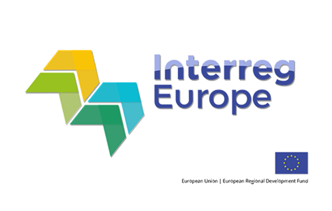 Interreg
Europe
European Union | European Regional Development Fund